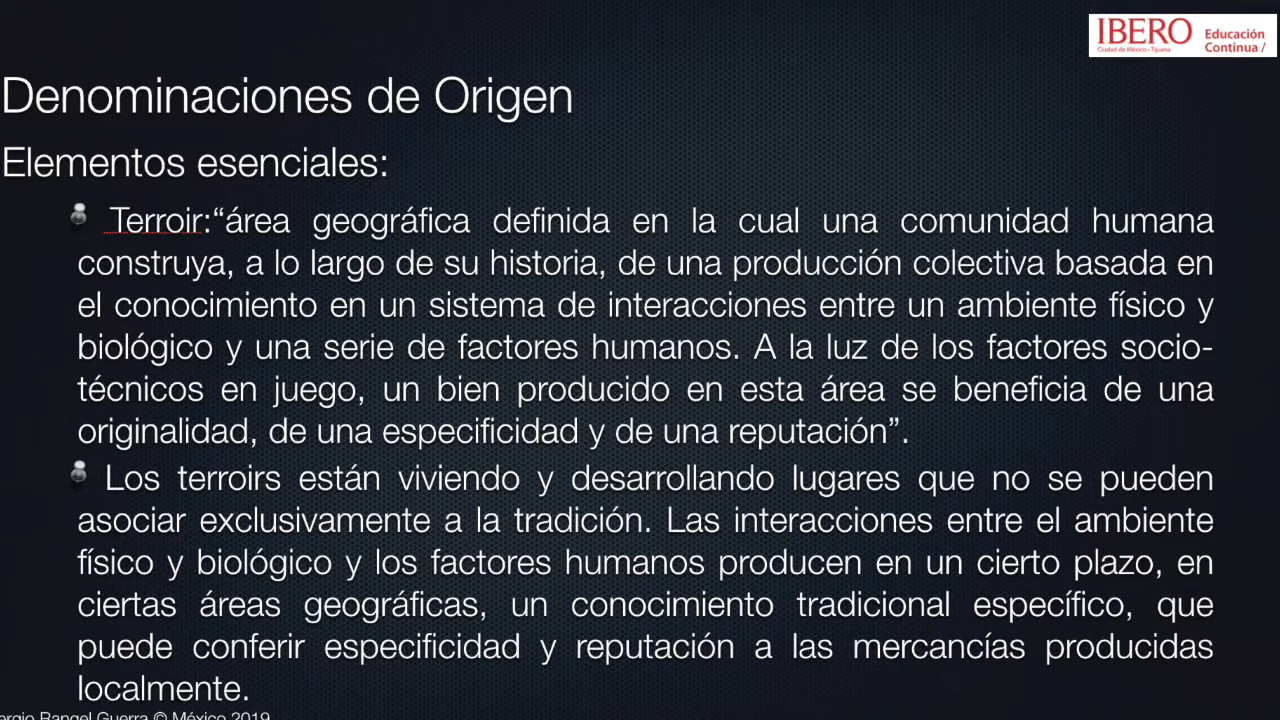 IBERO
Ciudad de México • Tijuana
Educación
Continua /
Denominaciones de Origen
Elementos esenciales:
Terroir:“área geográfica definida en la cual una comunidad humana
construya, a lo largo de su historia, de una producción colectiva basada en
el conocimiento en un sistema de interacciones entre un ambiente físico y
biológico y una serie de factores humanos. A la luz de los factores socio-
técnicos en juego, un bien producido en esta área se beneficia de una
originalidad, de una especificidad y de una reputación”.
Los terroirs están viviendo y desarrollando lugares que no se pueden
asociar exclusivamente a la tradición. Las interacciones entre el ambiente
físico y biológico y los factores humanos producen en un cierto plazo, en
ciertas áreas geográficas, un conocimiento tradicional específico, que
puede conferir especificidad y reputación a las mercancías producidas
localmente.
ergio Rangel Guerra © México 2019